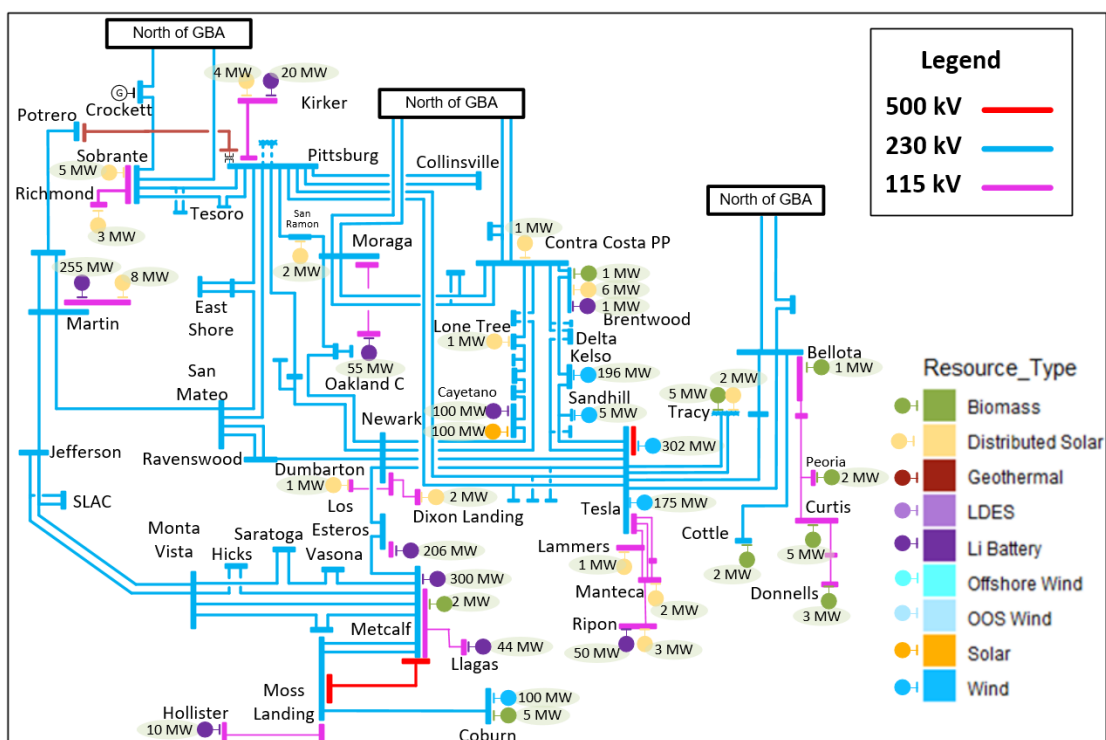 North of GBA
Legend
500 kV
230 kV
115 kV
4 MW
20 MW
Kirker
North of GBA
G
Crockett
Potrero
Sobrante
5 MW
Richmond
3 MW
Tesoro
Pittsburg
Collinsville
San
Ramon
2 MW
Moraga
North of GBA
1 MW
Contra Costa PP
1 MW
6 MW
1 MW
Brentwood
255 MW
8 MW
Martin
East
Shore
Lone Tree
1 MW
Delta
Kelso
196 MW
55 MW
Oakland C
San
Mateo
Cayetano
100 MW
100 MW
Sandhill
5 MW
Bellota
1 MW
2 MW
5 MW
Tracy
Resource_Type
Biomass
Distributed Solar
Geothermal
LDES
Li Battery
Offshore Wind
OOS Wind
Solar
Wind
Newark
302 MW
Jefferson
Ravenswood
Dumbarton
1 MW
Los
Esteros
2 MW
Dixon Landing
Peoria
2 MW
SLAC
Tesla
175 MW
Curtis
5 MW
Cottle
2 MW
Monta
Vista
Hicks
Saratoga
Vasona
206 MW
Lammers
1 MW
Manteca
2 MW
Donnells
3 MW
300 MW
2 MW
Metcalf
Ripon
50 MW
3 MW
44 MW
Llagas
Moss
Landing
Hollister
10 MW
100 MW
5 MW
Coburn